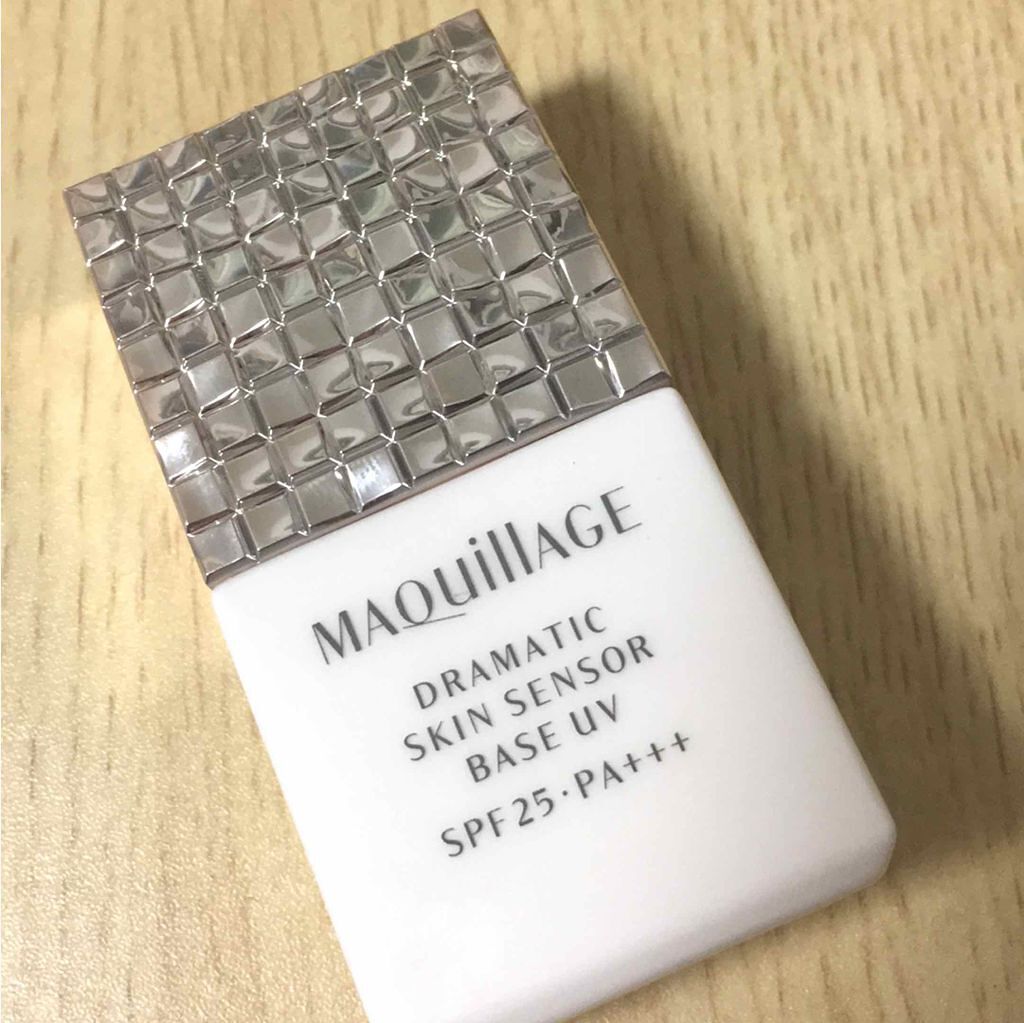 MAQuillAGE
DRAMATIC
SKIN SENSOR
BASE UV
SPF25・PA+++